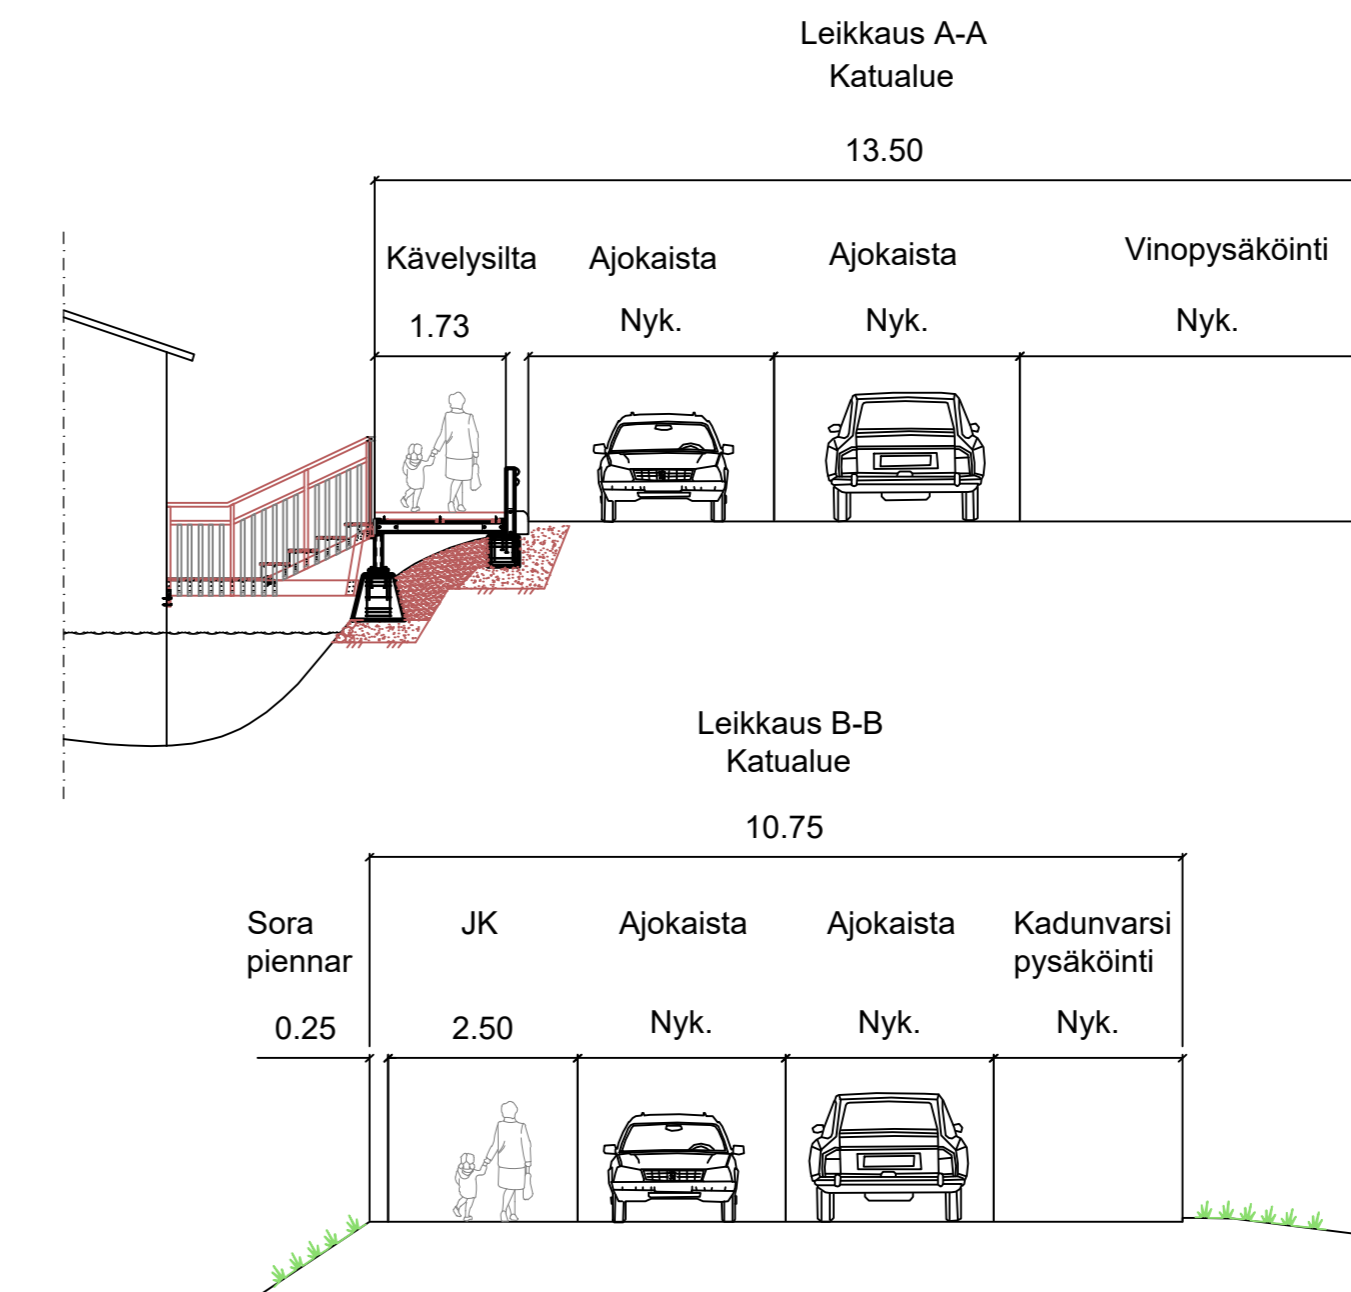 Leikkaus A-A
Katualue
13.50
Kävelysilta Ajokaista Ajokaista Vinopysäköinti
1.73 Nyk. Nyk. Nyk.
Leikkaus B-B
Katualue
10.75
Sora JK Ajokaista Ajokaista Kadunvarsi
piennar pysäköinti
0.25 2.50 Nyk. Nyk. Nyk.